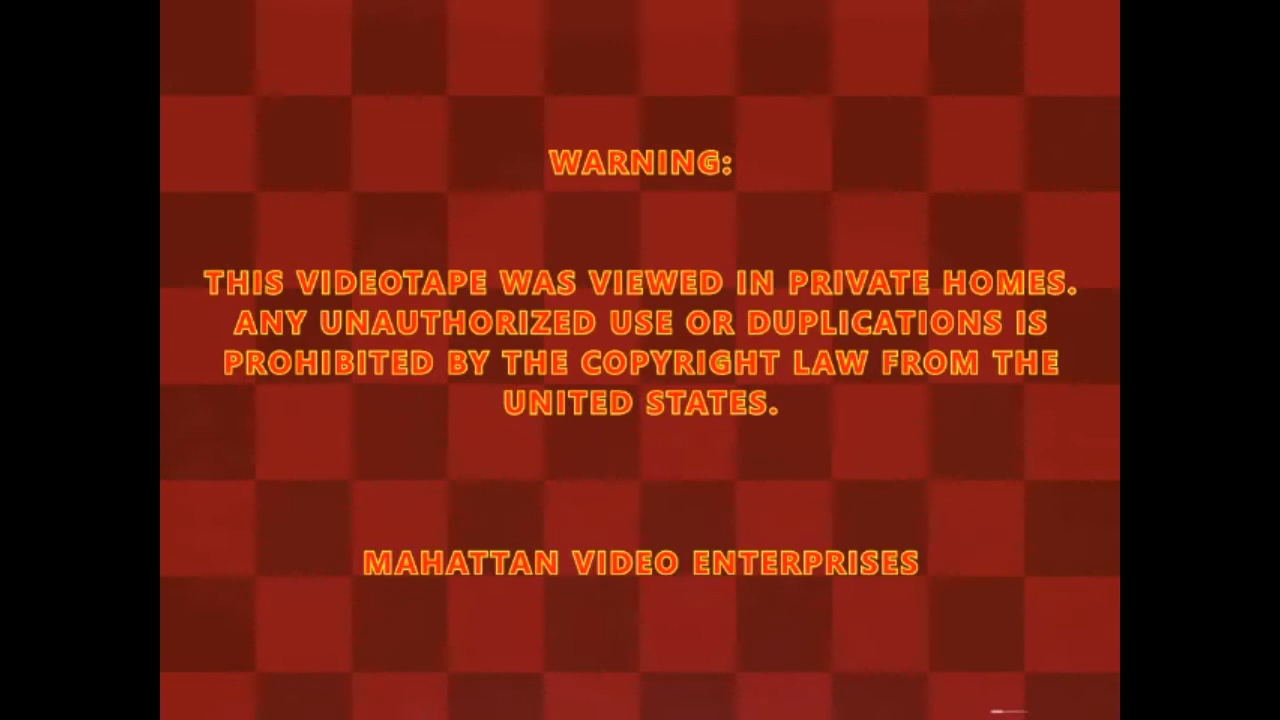 WARNING:
THIS VIDEOTAPE WAS VIEWED IN PRIVATE HOMES.
ANY UNAUTHORIZED USE OR DUPLICATIONS IS
PROHIBITED BY THE COPYRIGHT LAW FROM THE
UNITED STATES.
MAHATTAN VIDEO ENTERPRISES